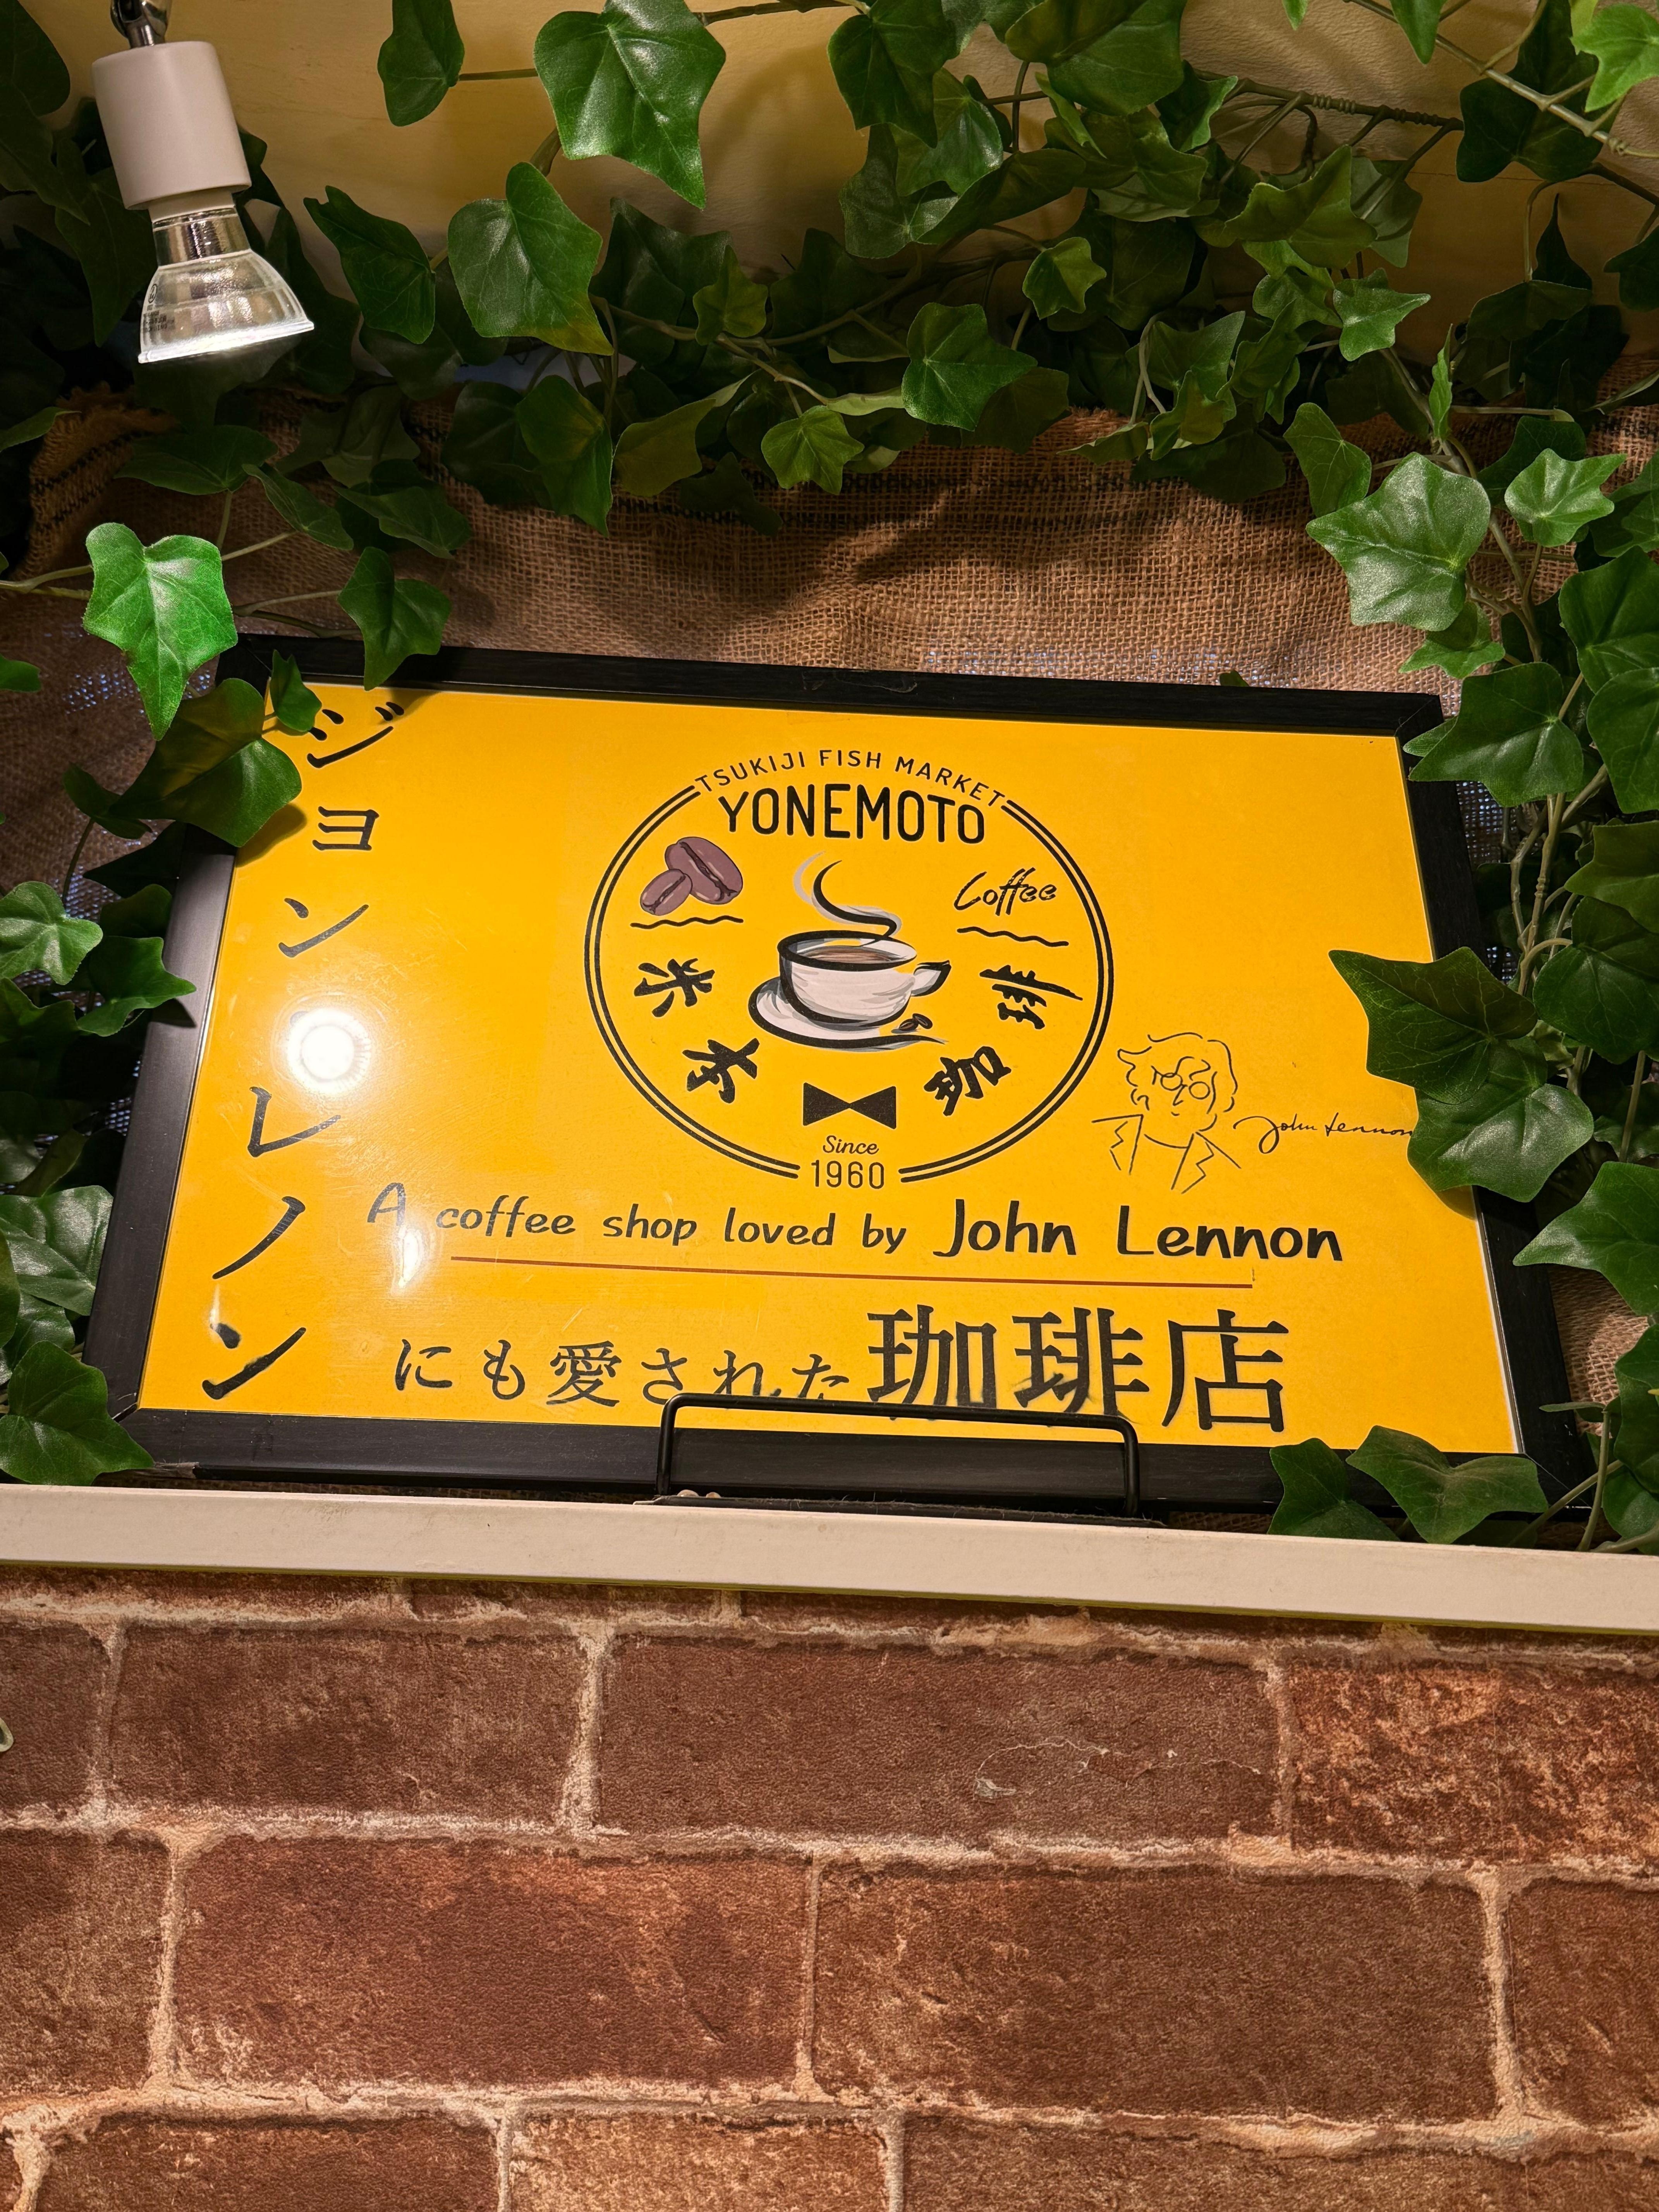 ジョン・レノン
TSUKIJI FISH MARKET
YONEMOTO
Coffee
米本珈琲
Since
1960
John Lennon
A coffee shop loved by John Lennon
にも愛された珈琲店